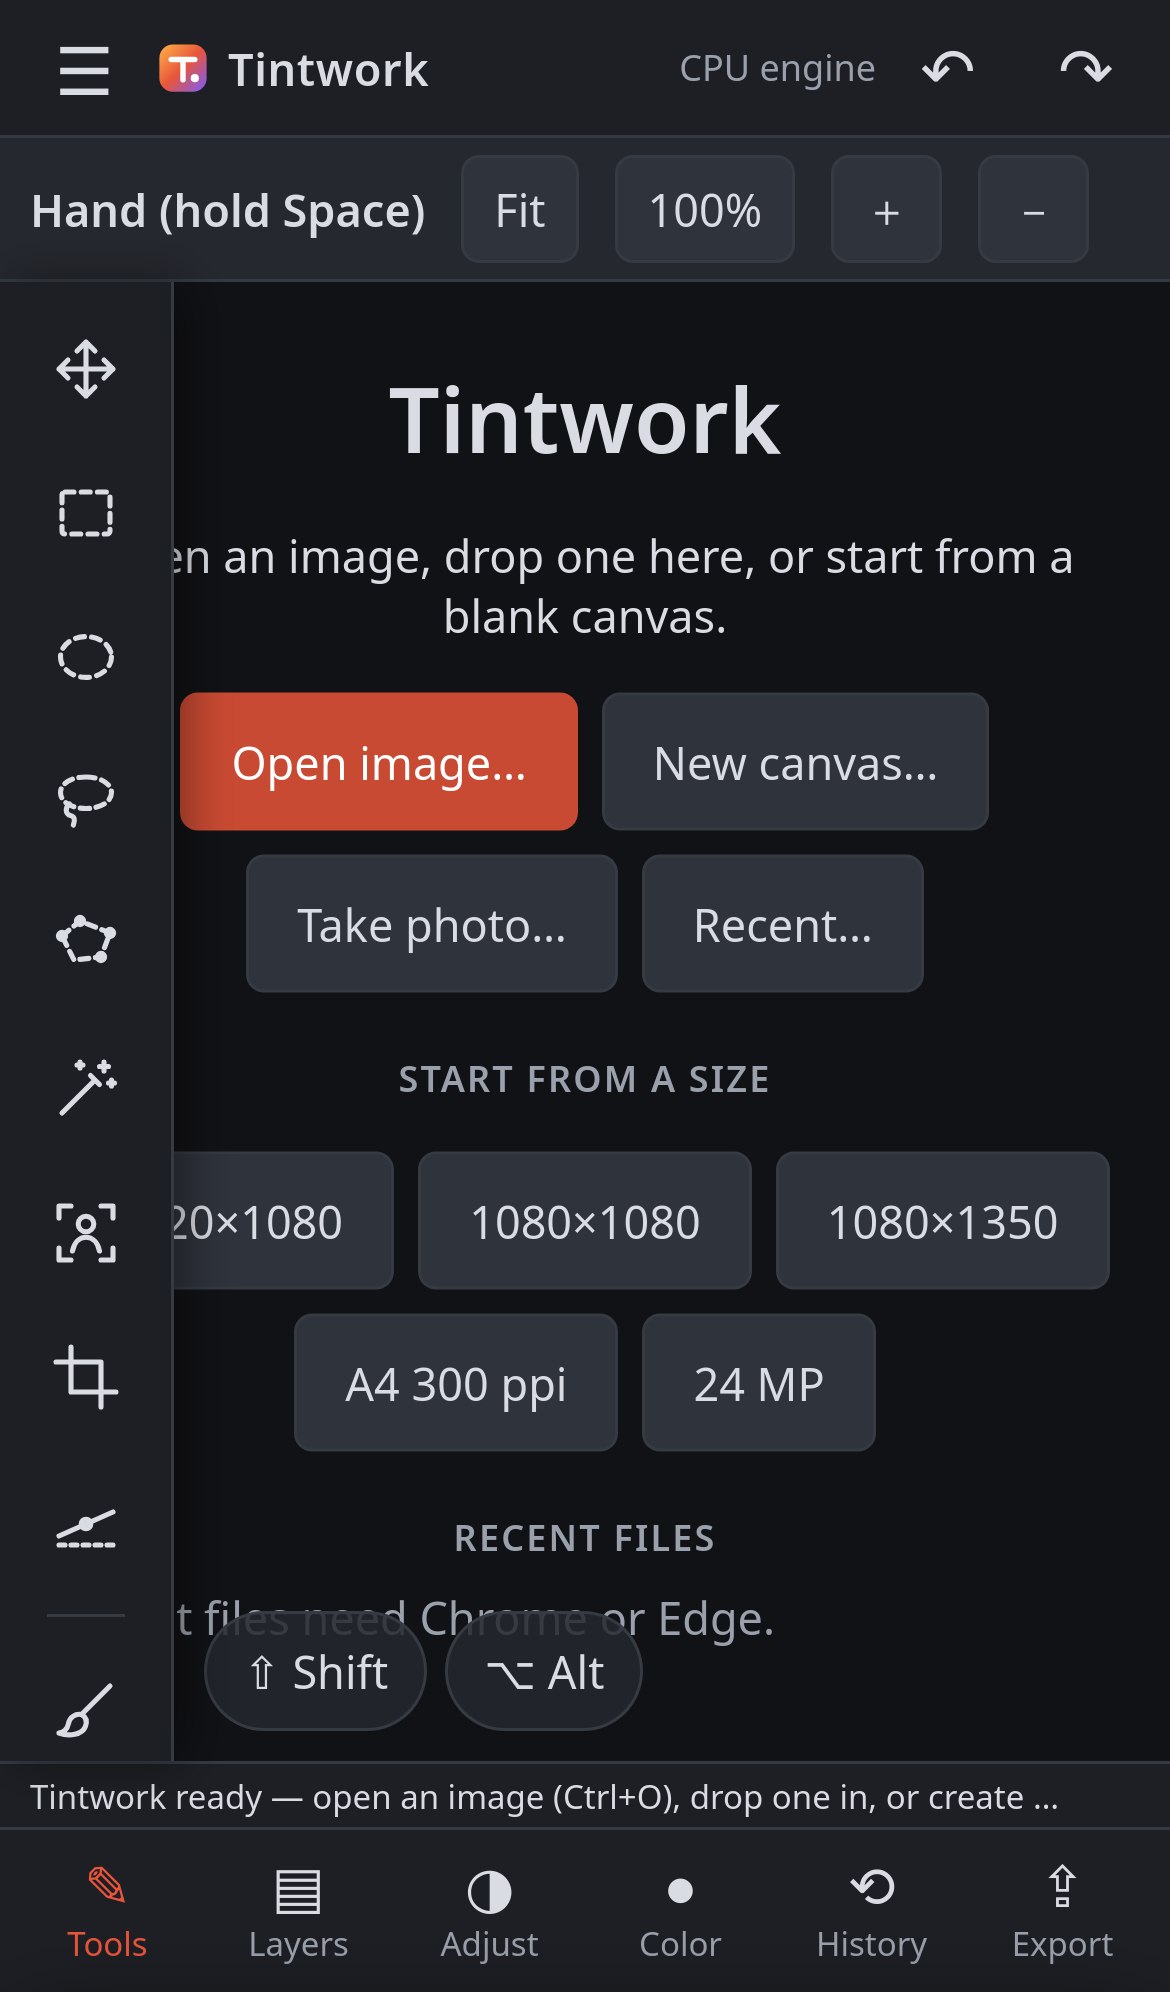 Tintwork
CPU engine
Hand (hold Space)
Fit
100%
+
−
Tintwork
en an image, drop one here, or start from a
blank canvas.
Open image...
New canvas...
Take photo...
Recent...
START FROM A SIZE
20×1080
1080×1080
1080×1350
A4 300 ppi
24 MP
RECENT FILES
t files need Chrome or Edge.
⇧ Shift
⌥ Alt
Tintwork ready — open an image (Ctrl+O), drop one in, or create ...
Tools
Layers
Adjust
Color
History
Export